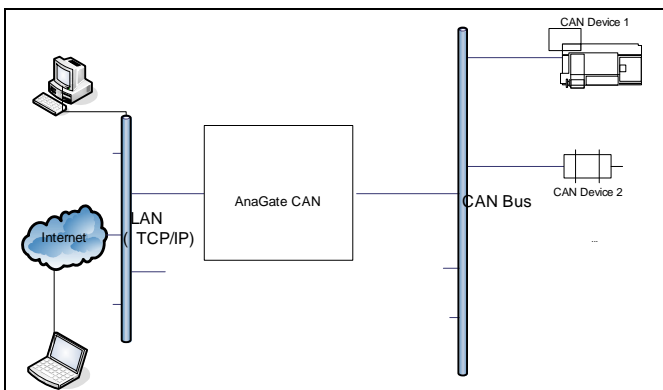 CAN Device 1
AnaGate CAN
LAN
( TCP/IP)
Internet
CAN Bus
CAN Device 2
...